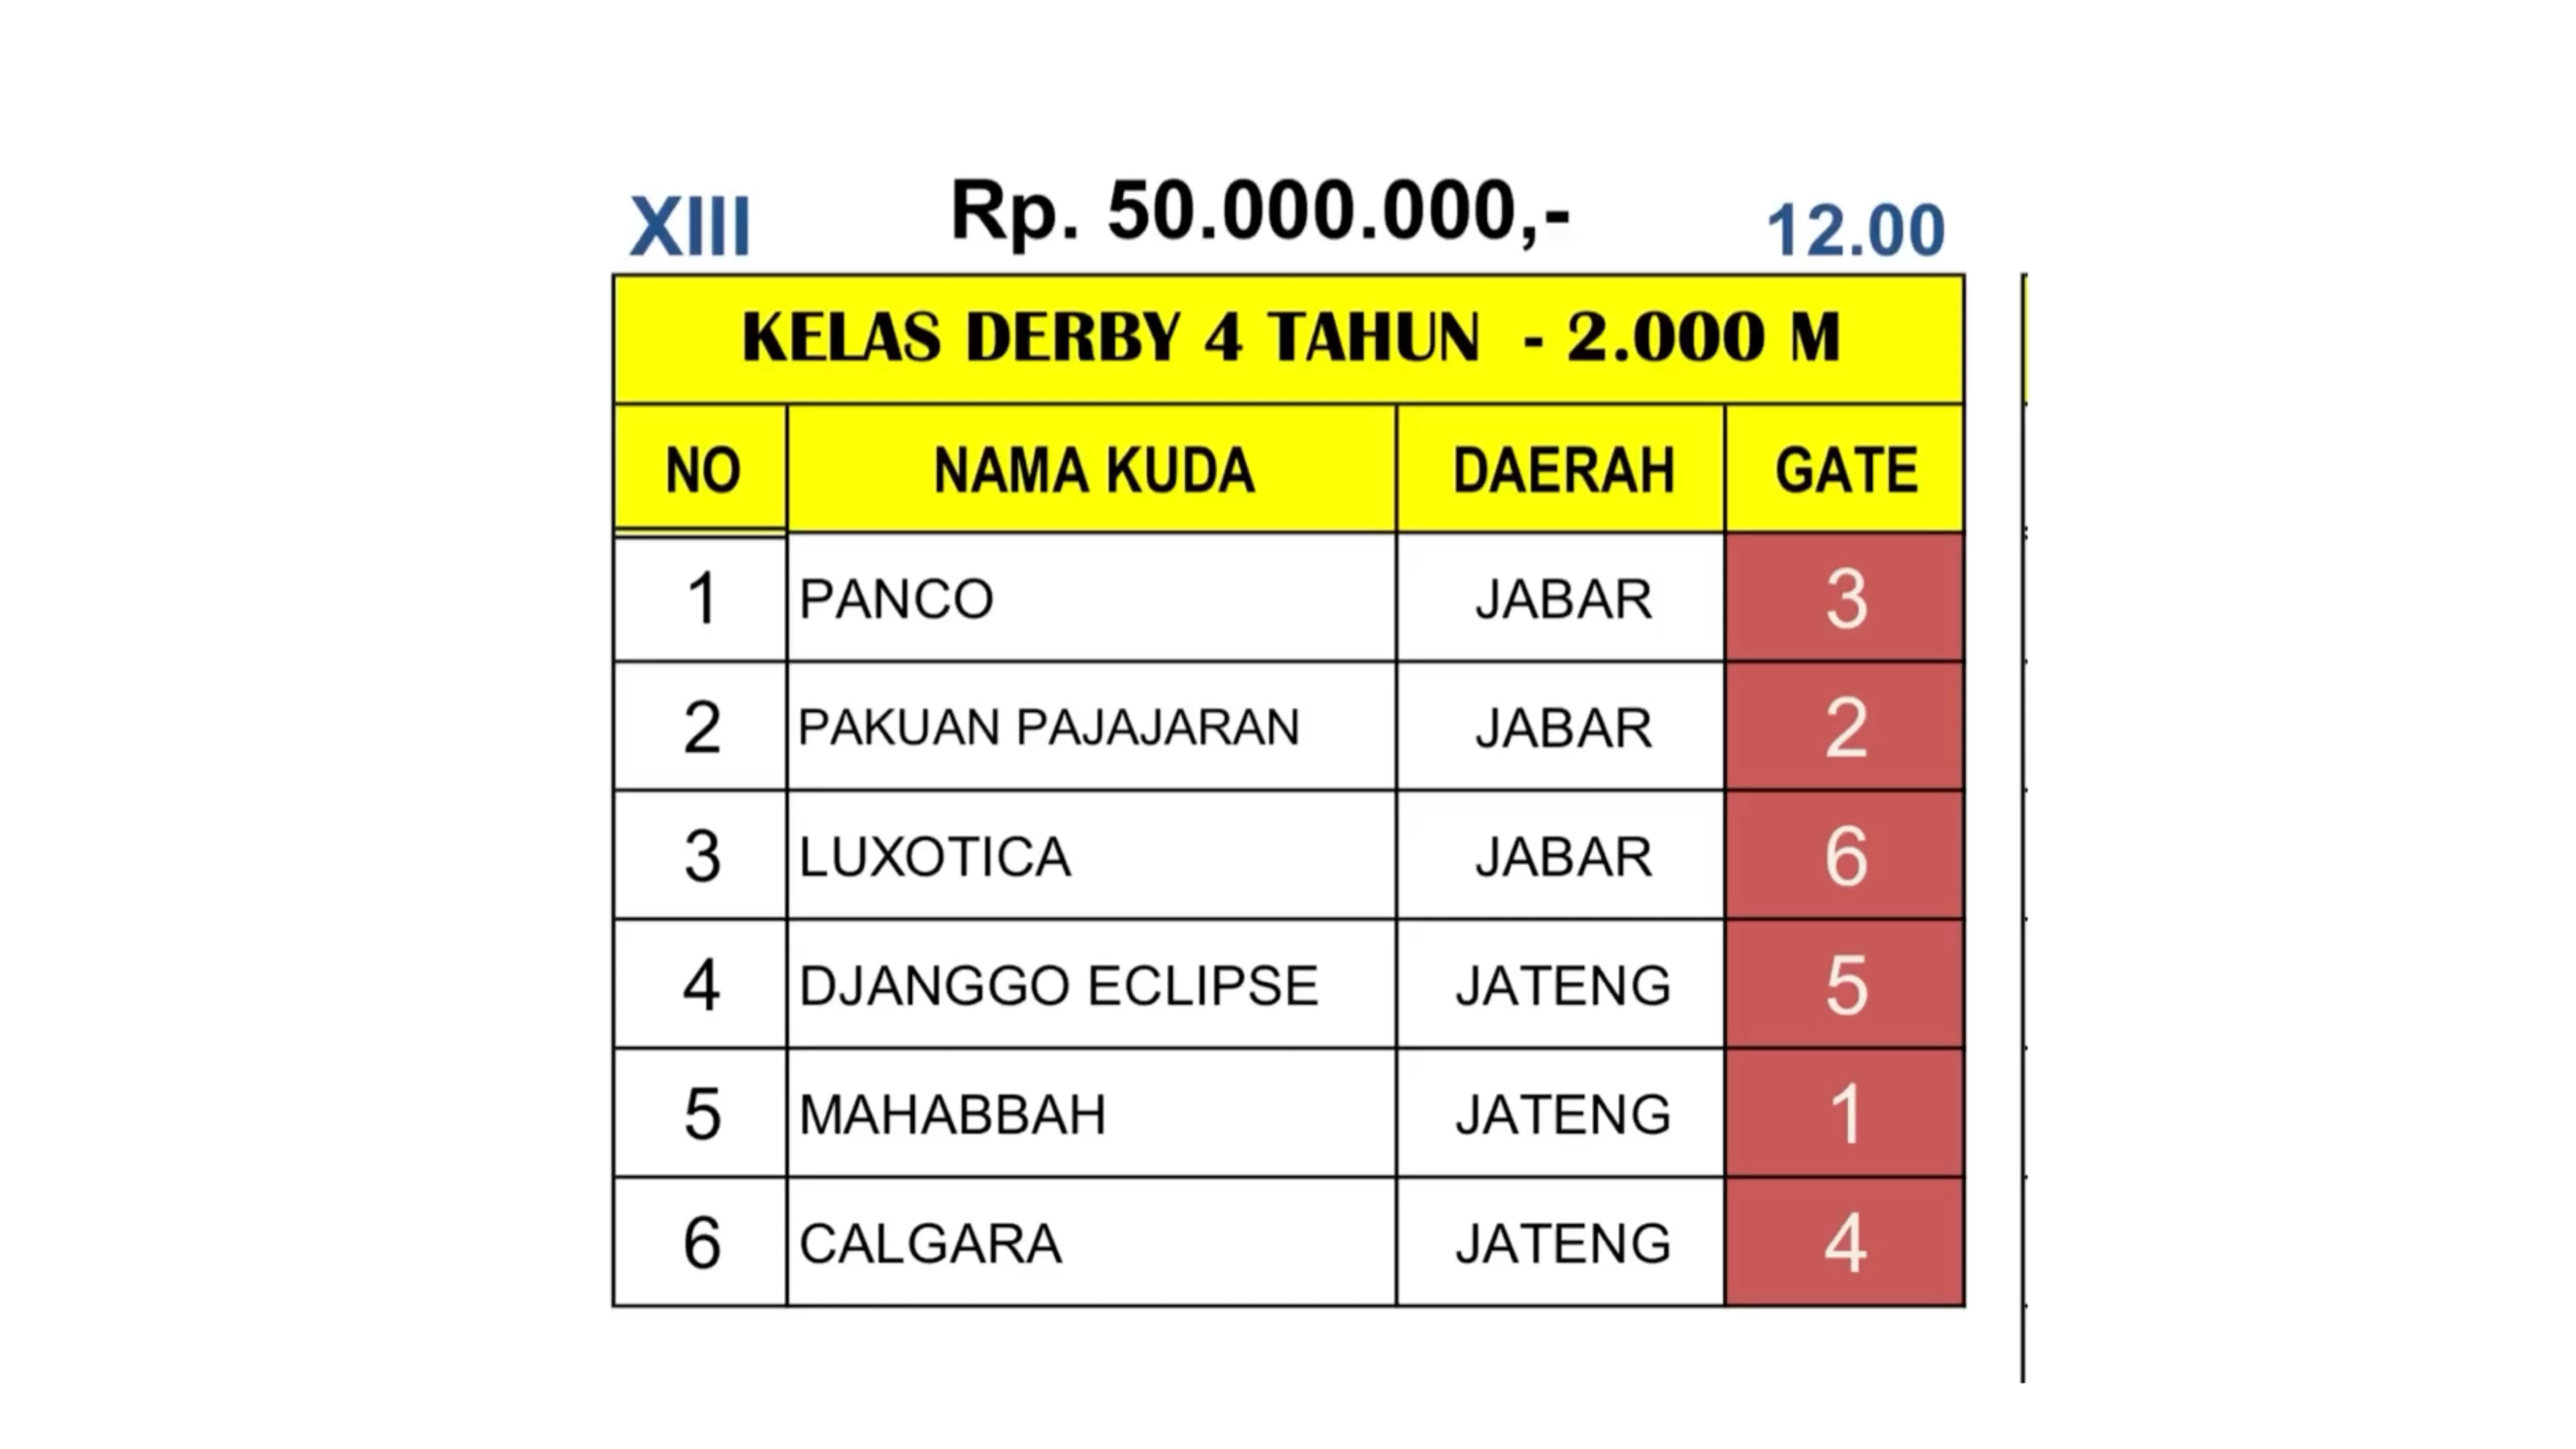 XIII Rp. 50.000.000,- 12.00
KELAS DERBY 4 TAHUN - 2.000 M
NO NAMA KUDA DAERAH GATE
1 PANCO JABAR 3
2 PAKUAN PAJAJARAN JABAR 2
3 LUXOTICA JABAR 6
4 DJANGGO ECLIPSE JATENG 5
5 MAHABBAH JATENG 1
6 CALGARA JATENG 4